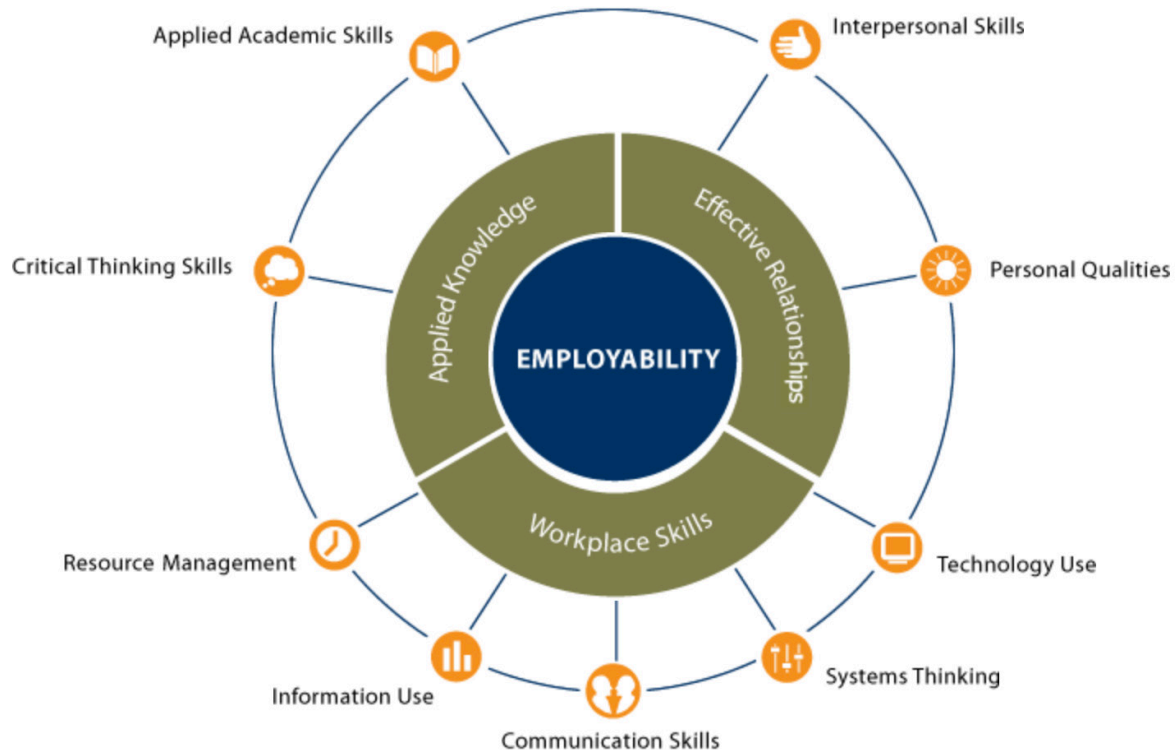 Interpersonal Skills
Applied Academic Skills
Effective Relationships
Applied Knowledge
Critical Thinking Skills
Personal Qualities
EMPLOYABILITY
Workplace Skills
Resource Management
Technology Use
Systems Thinking
Information Use
Communication Skills